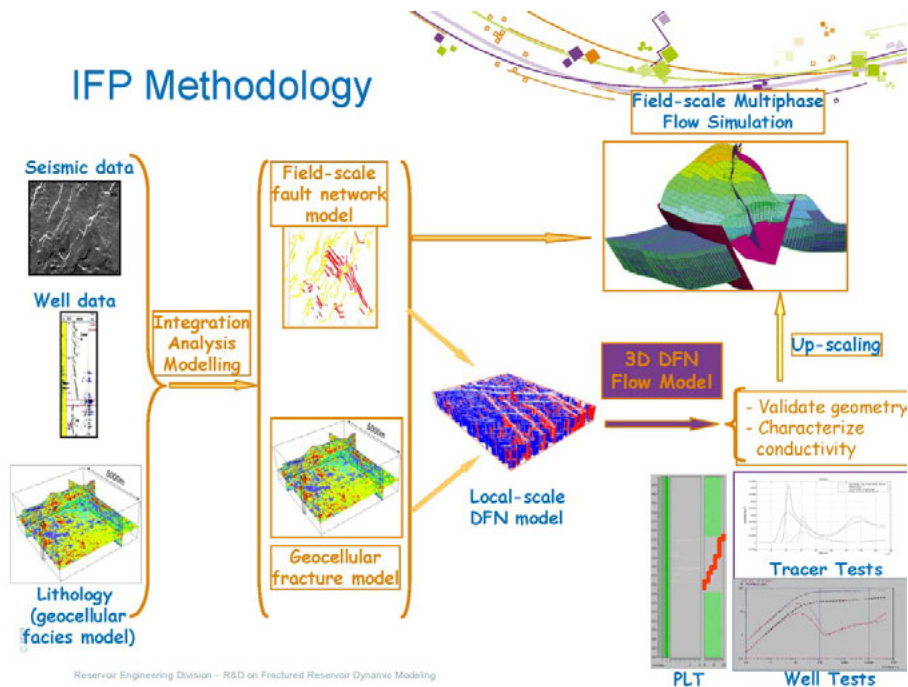 IFP Methodology
Field-scale Multiphase
Flow Simulation
Seismic data
Field-scale
fault network
model
Well data
Integration
Analysis
Modelling
Up-scaling
3D DFN
Flow Model
- Validate geometry
- Characterize
conductivity
5000m
5000m
Local-scale
DFN model
Geocellular
fracture model
Lithology
(geocellular
facies model)
Tracer Tests
PLT
Well Tests
Reservoir Engineering Division – R&D on Fractured Reservoir Dynamic Modeling